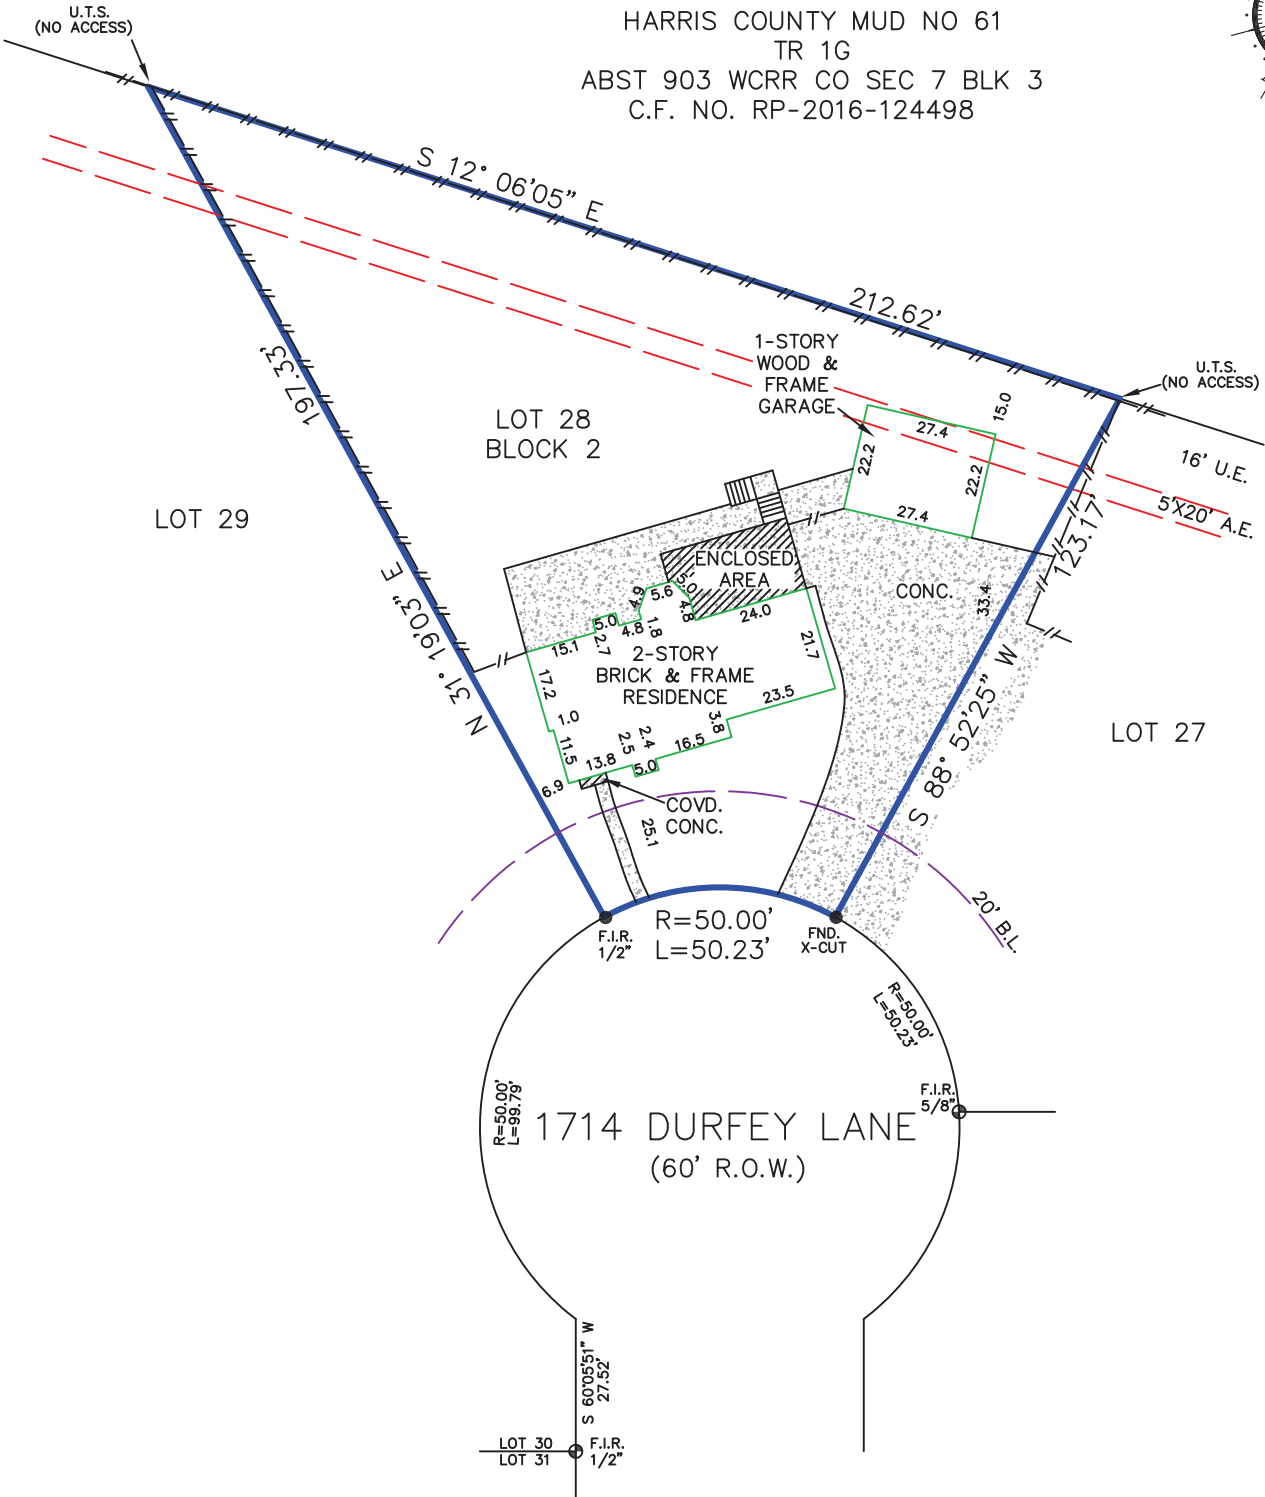 U.T.S.
(NO ACCESS)
HARRIS COUNTY MUD NO 61
TR 1G
ABST 903 WCRR CO SEC 7 BLK 3
C.F. NO. RP-2016-124498
S 12° 06'05" E
212.62'
1-STORY
WOOD &
FRAME
GARAGE
U.T.S.
(NO ACCESS)
197.33'
LOT 28
BLOCK 2
15.0
27.4
22.2
22.2
27.4
16' U.E.
5'X20' A.E.
123.17'
LOT 29
N 31° 19'03" E
ENCLOSED
AREA
CONC.
33.4
5.0
5.6
4.9
4.8
24.0
5.0
4.8
1.8
2.7
15.1
21.7
2-STORY
BRICK & FRAME
RESIDENCE
17.2
23.5
1.0
3.8
2.4
2.5
16.5
11.5
13.8
5.0
6.9
S 88° 52'25" W
LOT 27
COVD.
CONC.
25.1
20' B.L.
F.I.R.
1/2"
R=50.00'
L=50.23'
FND.
X-CUT
R=50.00'
L=50.23'
R=50.00'
L=99.79'
F.I.R.
5/8"
1714 DURFEY LANE
(60' R.O.W.)
S 60°05'51" W
27.52'
LOT 30
LOT 31
F.I.R.
1/2"